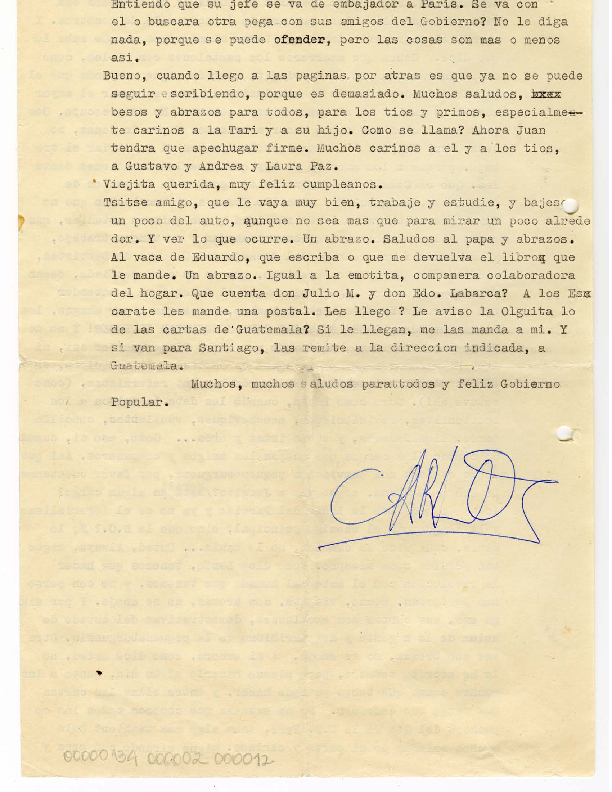 Entiendo que su jefe se va de embajador a Paris. Se va con
el o buscara otra pega con sus amigos del Gobierno? No le diga
nada, porque se puede ofender, pero las cosas son mas o menos
asi.
Bueno, cuando llego a las paginas por atras es que ya no se puede
seguir escribiendo, porque es demasiado. Muchos saludos,
besos y abrazos para todos, para los tios y primos, especialmen-
te carinos a la Tari y a su hijo. Como se llama? Ahora Juan
tendra que apechugar firme. Muchos carinos a el y a los tios,
a Gustavo y Andrea y Laura Paz.
Viejita querida, muy feliz cumpleanos.
Tsitse amigo, que le vaya muy bien, trabaje y estudie, y bajese
un poco del auto, aunque no sea mas que para mirar un poco alrede
dor. Y ver lo que ocurre. Un abrazo. Saludos al papa y abrazos.
Al vaca de Eduardo, que escriba o que me devuelva el libro, que
le mande. Un abrazo. Igual a la emotita, companera colaboradora
del hogar. Que cuenta don Julio M. y don Edo. Labarca? A los Es
carate les mande una postal. Les llego ? Le aviso la Olguita lo
de las cartas de Guatemala? Si le llegan, me las manda a mi. Y
si van para Santiago, las remite a la direccion indicada, a
Guatemala.
Muchos, muchos saludos parattodos y feliz Gobierno
Popular.
CARLOS
00000134 000002 000012